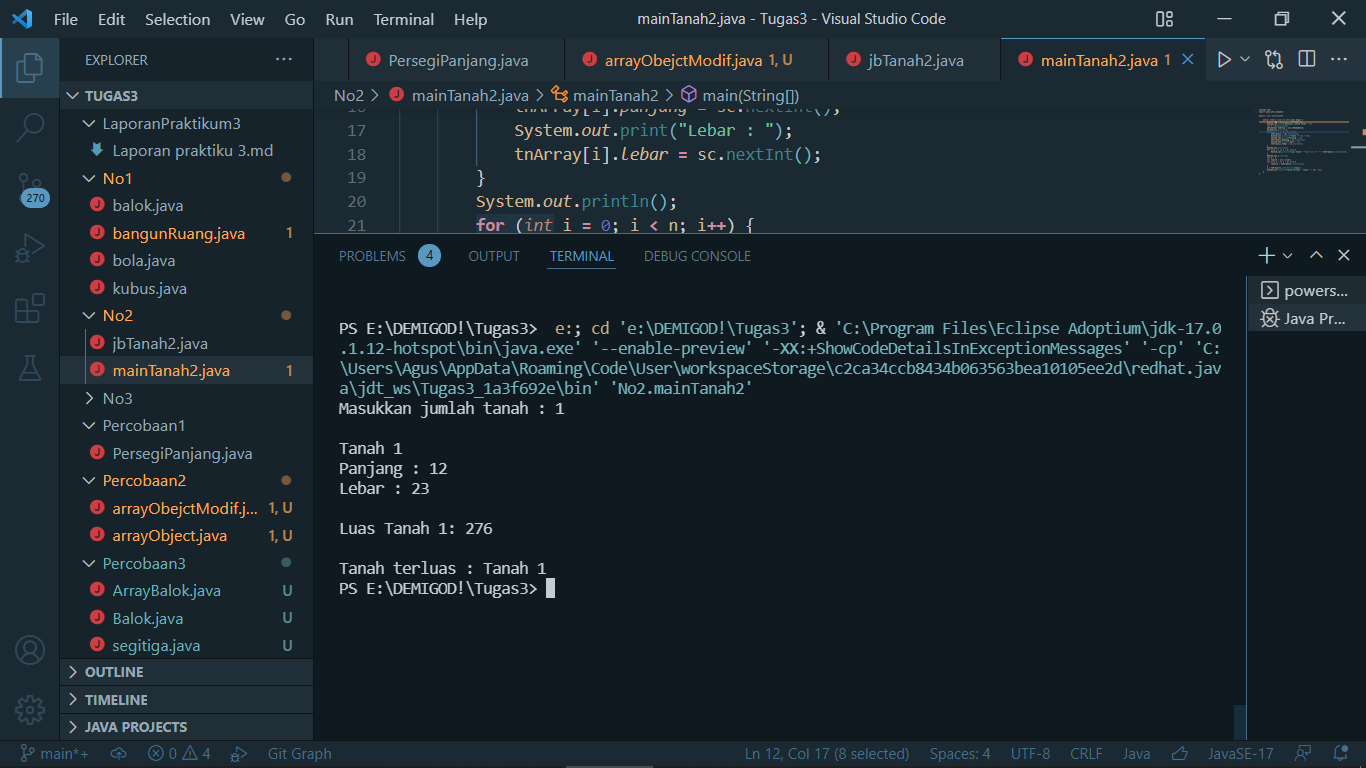 File Edit Selection View Go Run Terminal Help mainTanah2.java - Tugas3 - Visual Studio Code
EXPLORER
PersegiPanjang.java arrayObejctModif.java 1, U jbTanah2.java mainTanah2.java 1
TUGAS3
LaporanPraktikum3
Laporan praktiku 3.md
No1
balok.java
bangunRuang.java 1
bola.java
kubus.java
No2
jbTanah2.java
mainTanah2.java 1
No3
Percobaan1
PersegiPanjang.java
Percobaan2
arrayObejctModif.j... 1, U
arrayObject.java 1, U
Percobaan3
ArrayBalok.java U
Balok.java U
segitiga.java U
OUTLINE
TIMELINE
JAVA PROJECTS
270
No2 > mainTanah2.java > mainTanah2 > main(String[])
16 tnArray[i].panjang = sc.nextInt();
17 System.out.print("Lebar : ");
18 tnArray[i].lebar = sc.nextInt();
19 }
20 System.out.println();
21 for (int i = 0; i < n; i++) {
PROBLEMS 4 OUTPUT TERMINAL DEBUG CONSOLE
PS E:\DEMIGOD!\Tugas3> e:; cd 'e:\DEMIGOD!\Tugas3'; & 'C:\Program Files\Eclipse Adoptium\jdk-17.0
.1.12-hotspot\bin\java.exe' '--enable-preview' '-XX:+ShowCodeDetailsInExceptionMessages' '-cp' 'C:
\Users\Agus\AppData\Roaming\Code\User\workspaceStorage\c2ca34ccb8434b063563bea10105ee2d\redhat.jav
a\jdt_ws\Tugas3_1a3f692e\bin' 'No2.mainTanah2'
Masukkan jumlah tanah : 1
Tanah 1
Panjang : 12
Lebar : 23
Luas Tanah 1: 276
Tanah terluas : Tanah 1
PS E:\DEMIGOD!\Tugas3>
powers...
Java Pr...
main*+ 0 4 Git Graph Ln 12, Col 17 (8 selected) Spaces: 4 UTF-8 CRLF Java JavaSE-17